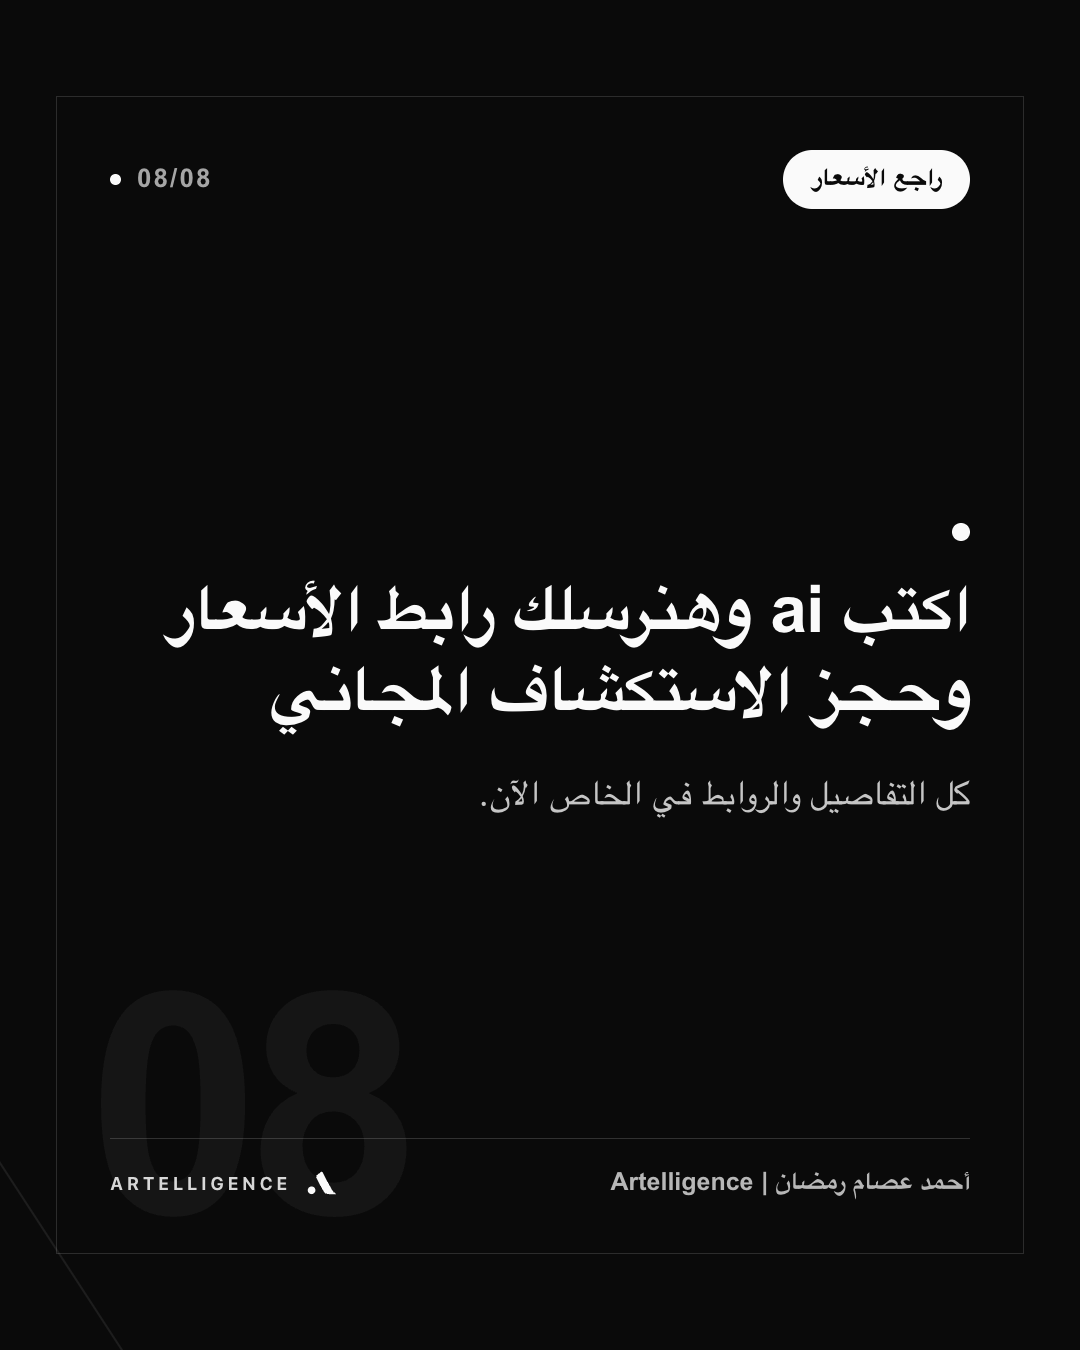 راجع الأسعار
08/08
اكتب ai وهنرسلك رابط الأسعار
وحجز الاستكشاف المجاني
كل التفاصيل والروابط في الخاص الآن.
08
أحمد عصام رمضان | Artelligence
ARTELLIGENCE